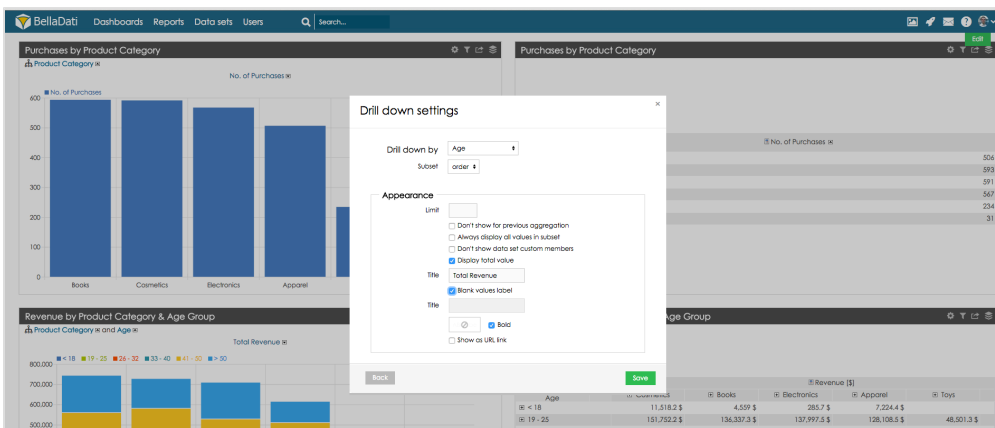 BellaDati Dashboards Reports Data sets Users Search...
Edit
Purchases by Product Category
Product Category
No. of Purchases
No. of Purchases
600
500
400
300
200
100
0
Books Cosmetics Electronics Apparel
Purchases by Product Category
No. of Purchases
506
593
591
567
234
31
Drill down settings
×
Drill down by Age
Subset order
Appearance
Limit
Don't show for previous aggregation
Always display all values in subset
Don't show data set custom members
Display total value
Title Total Revenue
Blank values label
Title
Bold
Show as URL link
Back Save
Revenue by Product Category & Age Group
Product Category and Age
Total Revenue
< 18 19 - 25 26 - 32 33 - 40 41 - 50 > 50
800,000
700,000
600,000
500,000
Age Group
Revenue ($)
Age Cosmetics Books Electronics Apparel Toys
< 18 11,518.2 $ 4,559 $ 285.7 $ 7,224.4 $
19 - 25 151,752.2 $ 136,337.3 $ 137,997.5 $ 128,108.5 $ 48,501.3 $